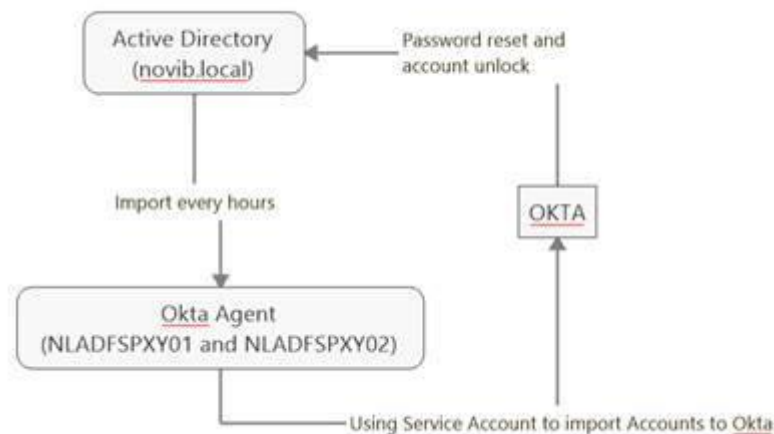 Active Directory
(novib.local)
Password reset and
account unlock
Import every hours
OKTA
Okta Agent
(NLADFSPXY01 and NLADFSPXY02)
Using Service Account to import Accounts to Okta